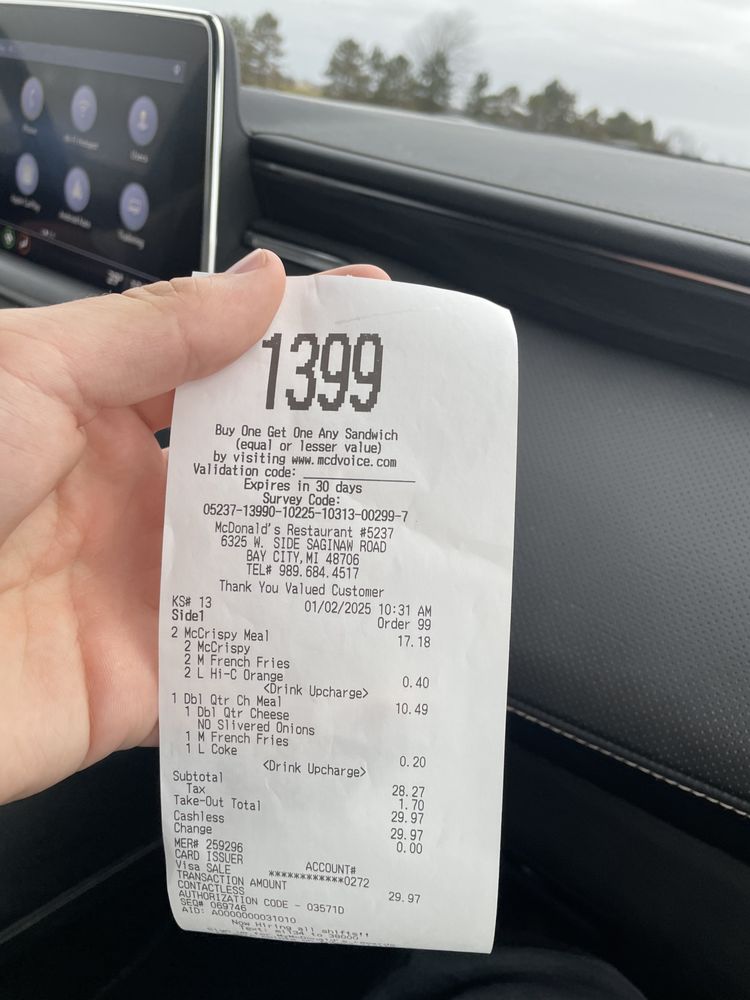 1399
Buy One Get One Any Sandwich
(equal or lesser value)
by visiting www.mcdvoice.com
Validation code:
Expires in 30 days
Survey Code:
05237-13990-10225-10313-00299-7
McDonald's Restaurant #5237
6325 W. SIDE SAGINAW ROAD
BAY CITY,MI 48706
TEL# 989.684.4517
Thank You Valued Customer
KS# 13 01/02/2025 10:31 AM
Side1 Order 99
2 McCrispy Meal 17.18
2 McCrispy
2 M French Fries
2 L Hi-C Orange
<Drink Upcharge> 0.40
1 Dbl Qtr Ch Meal 10.49
1 Dbl Qtr Cheese
NO Slivered Onions
1 M French Fries
1 L Coke
<Drink Upcharge> 0.20
Subtotal 28.27
Tax 1.70
Take-Out Total 29.97
Cashless 29.97
Change 0.00
MER# 259296
CARD ISSUER ACCOUNT#
Visa SALE ************0272
TRANSACTION AMOUNT 29.97
CONTACTLESS
AUTHORIZATION CODE - 03571D
SEQ# 069746
AID: A0000000031010
Now Hiring all shifts!!